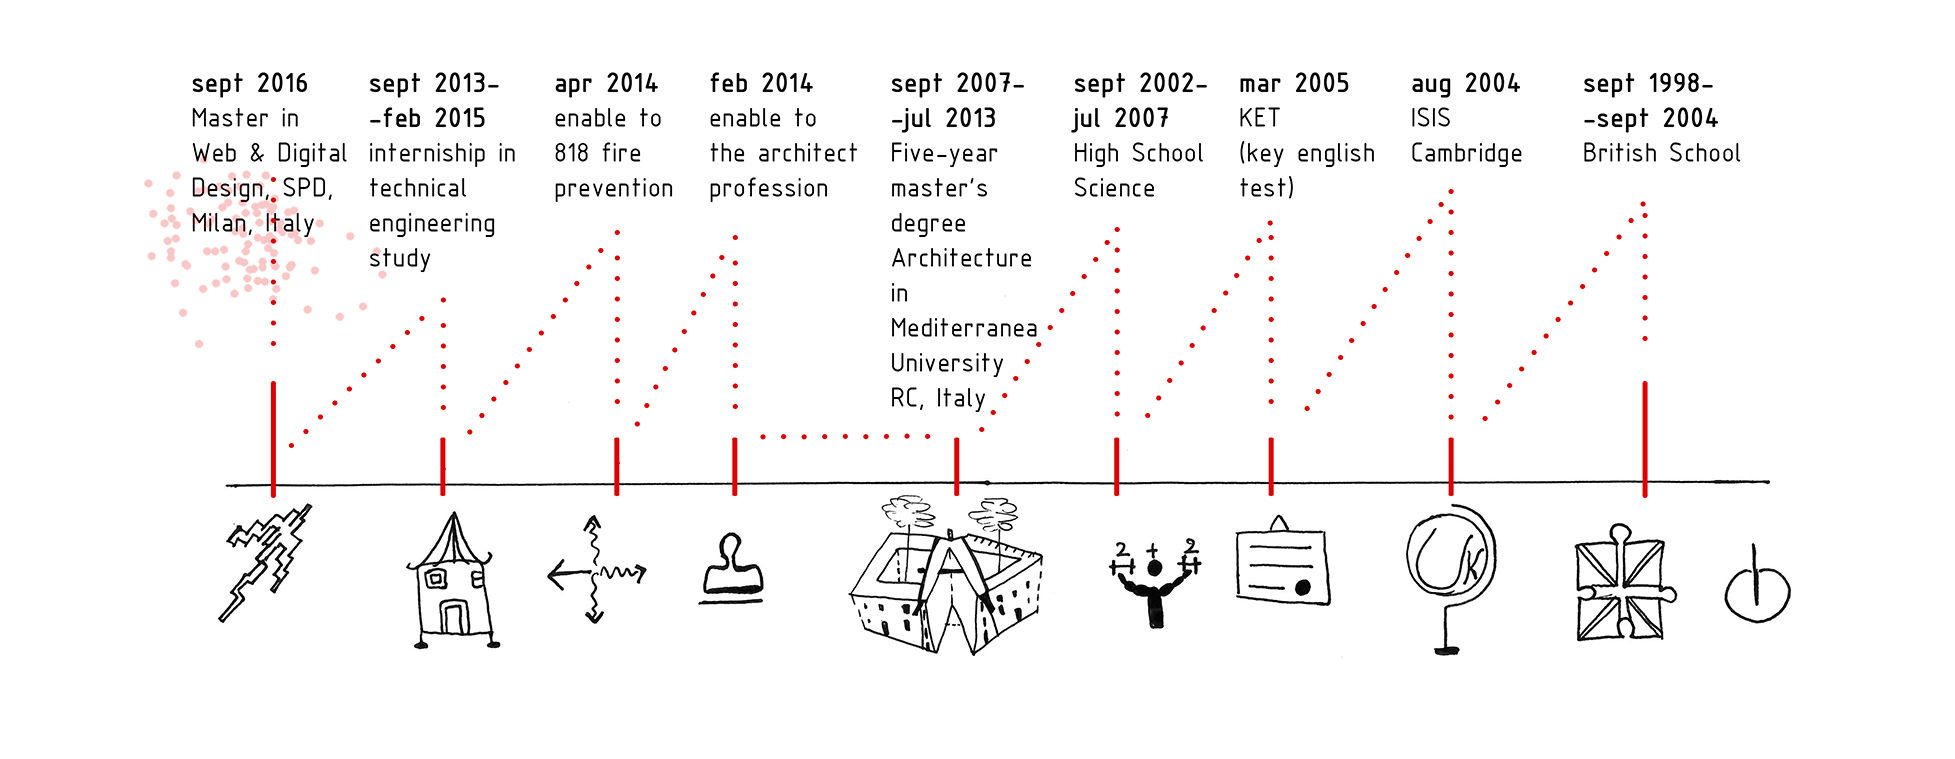 sept 2016
Master in
Web & Digital
Design, SPD,
Milan, Italy
sept 2013-
-feb 2015
interniship in
technical
engineering
study
apr 2014
enable to
818 fire
prevention
feb 2014
enable to
the architect
profession
sept 2007-
-jul 2013
Five-year
master's
degree
Architecture
in
Mediterranea
University
RC, Italy
sept 2002-
jul 2007
High School
Science
mar 2005
KET
(key english
test)
aug 2004
ISIS
Cambridge
sept 1998-
-sept 2004
British School
2 + 2
UK